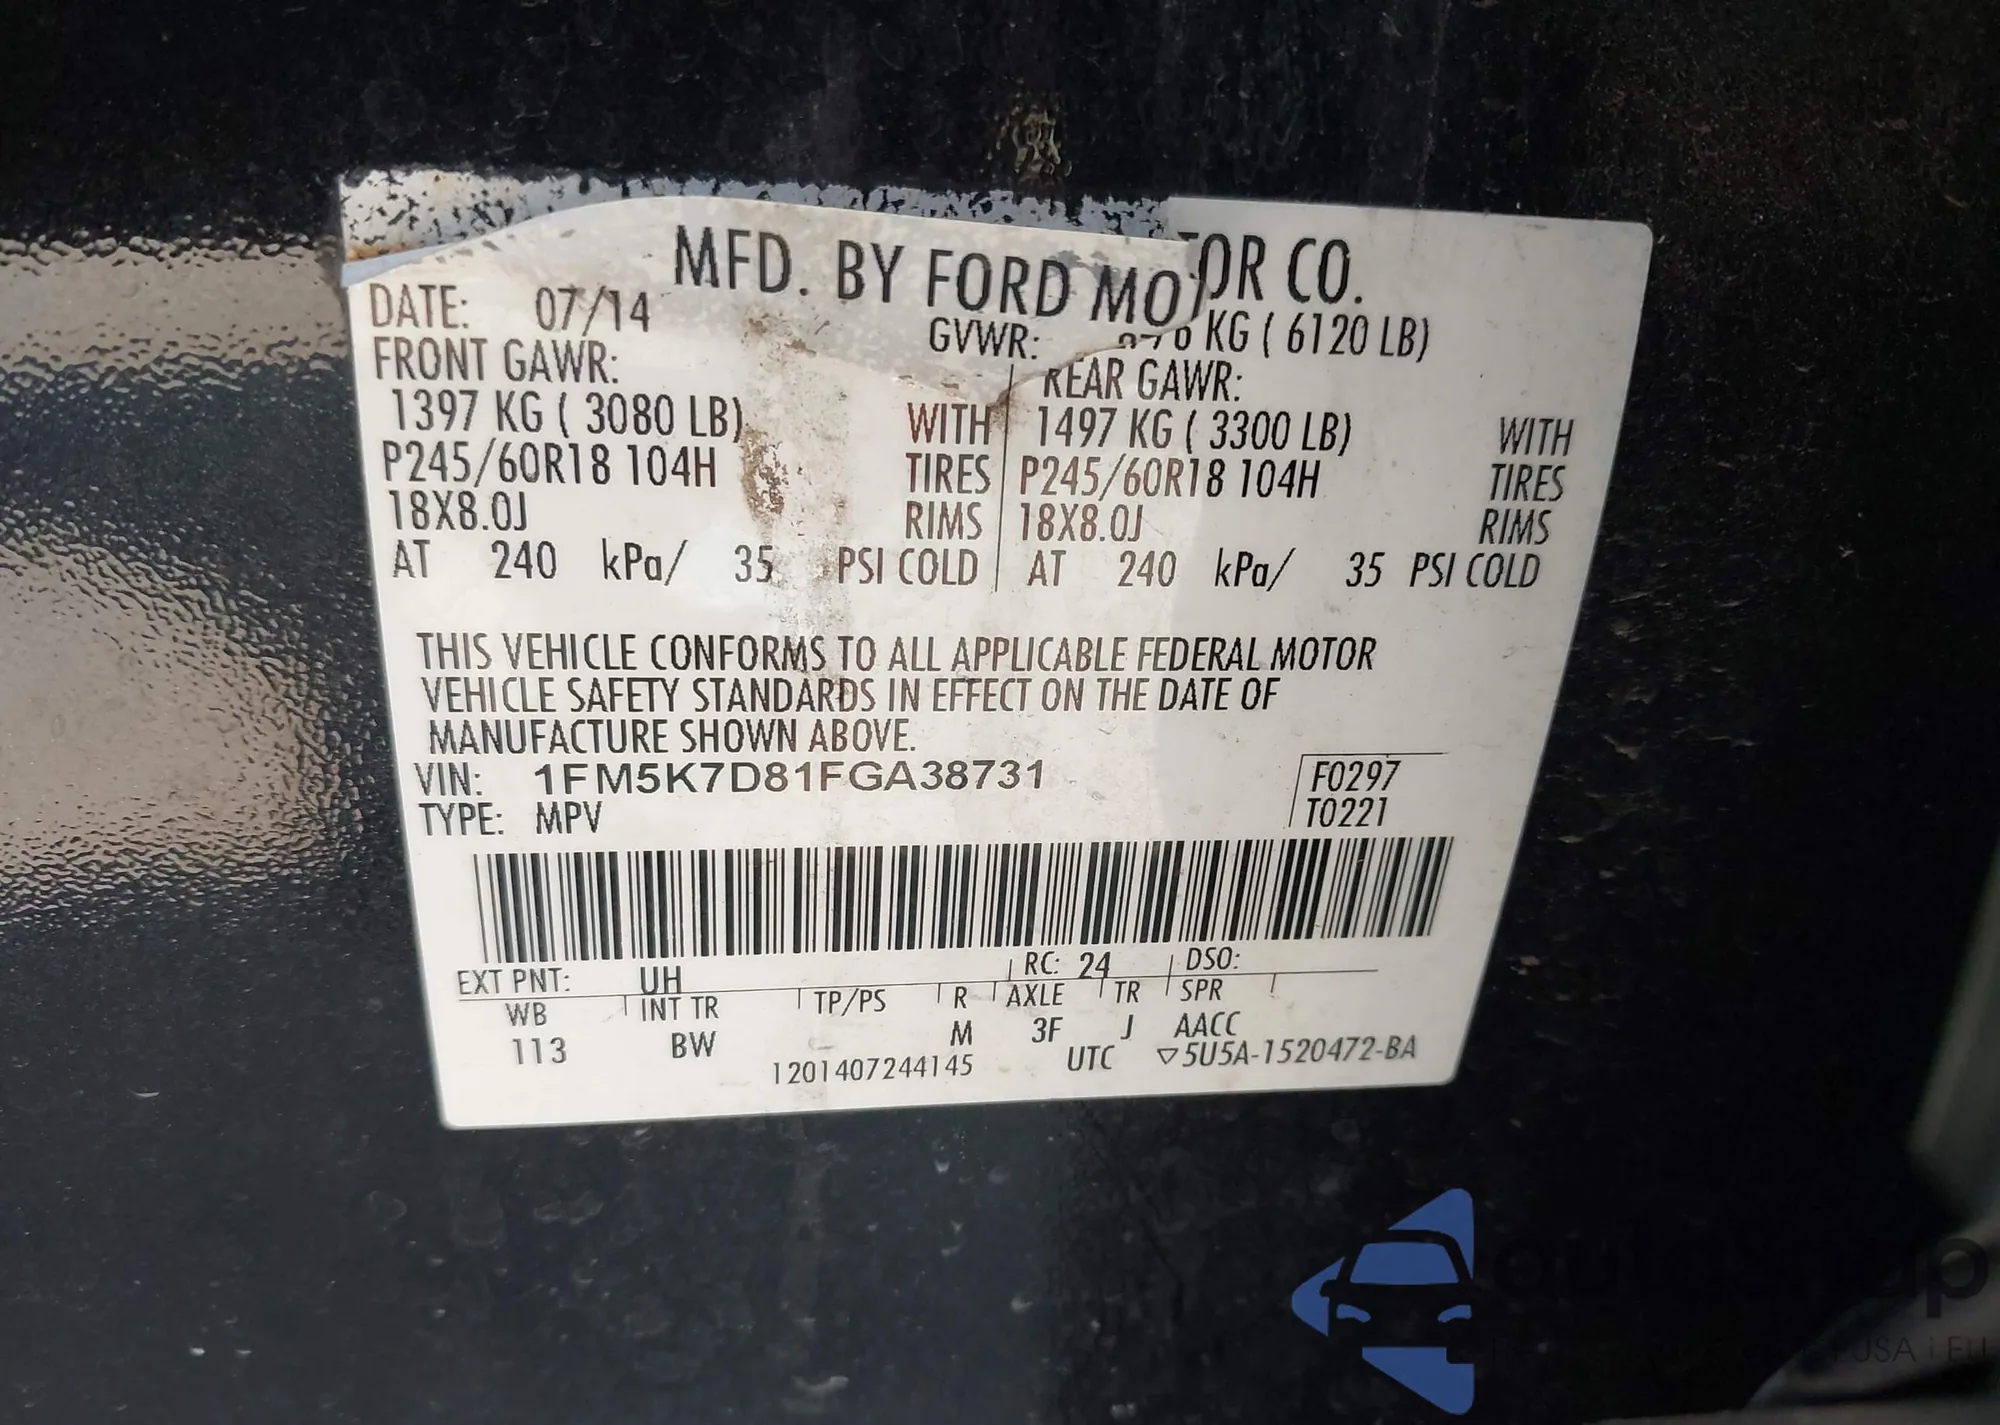 MFD. BY FORD MOTOR CO.
DATE: 07/14 GVWR: KG ( 6120 LB)
FRONT GAWR: REAR GAWR:
1397 KG ( 3080 LB) WITH 1497 KG ( 3300 LB) WITH
P245/60R18 104H TIRES P245/60R18 104H TIRES
18X8.0J RIMS 18X8.0J RIMS
AT 240 kPa/ 35 PSI COLD AT 240 kPa/ 35 PSI COLD
THIS VEHICLE CONFORMS TO ALL APPLICABLE FEDERAL MOTOR
VEHICLE SAFETY STANDARDS IN EFFECT ON THE DATE OF
MANUFACTURE SHOWN ABOVE.
VIN: 1FM5K7D81FGA38731 F0297
TYPE: MPV T0221
EXT PNT: UH RC: 24 DSO:
WB INT TR TP/PS R AXLE TR SPR
113 BW M 3F J AACC
1201407244145 UTC ▽5U5A-1520472-BA
USA i EU